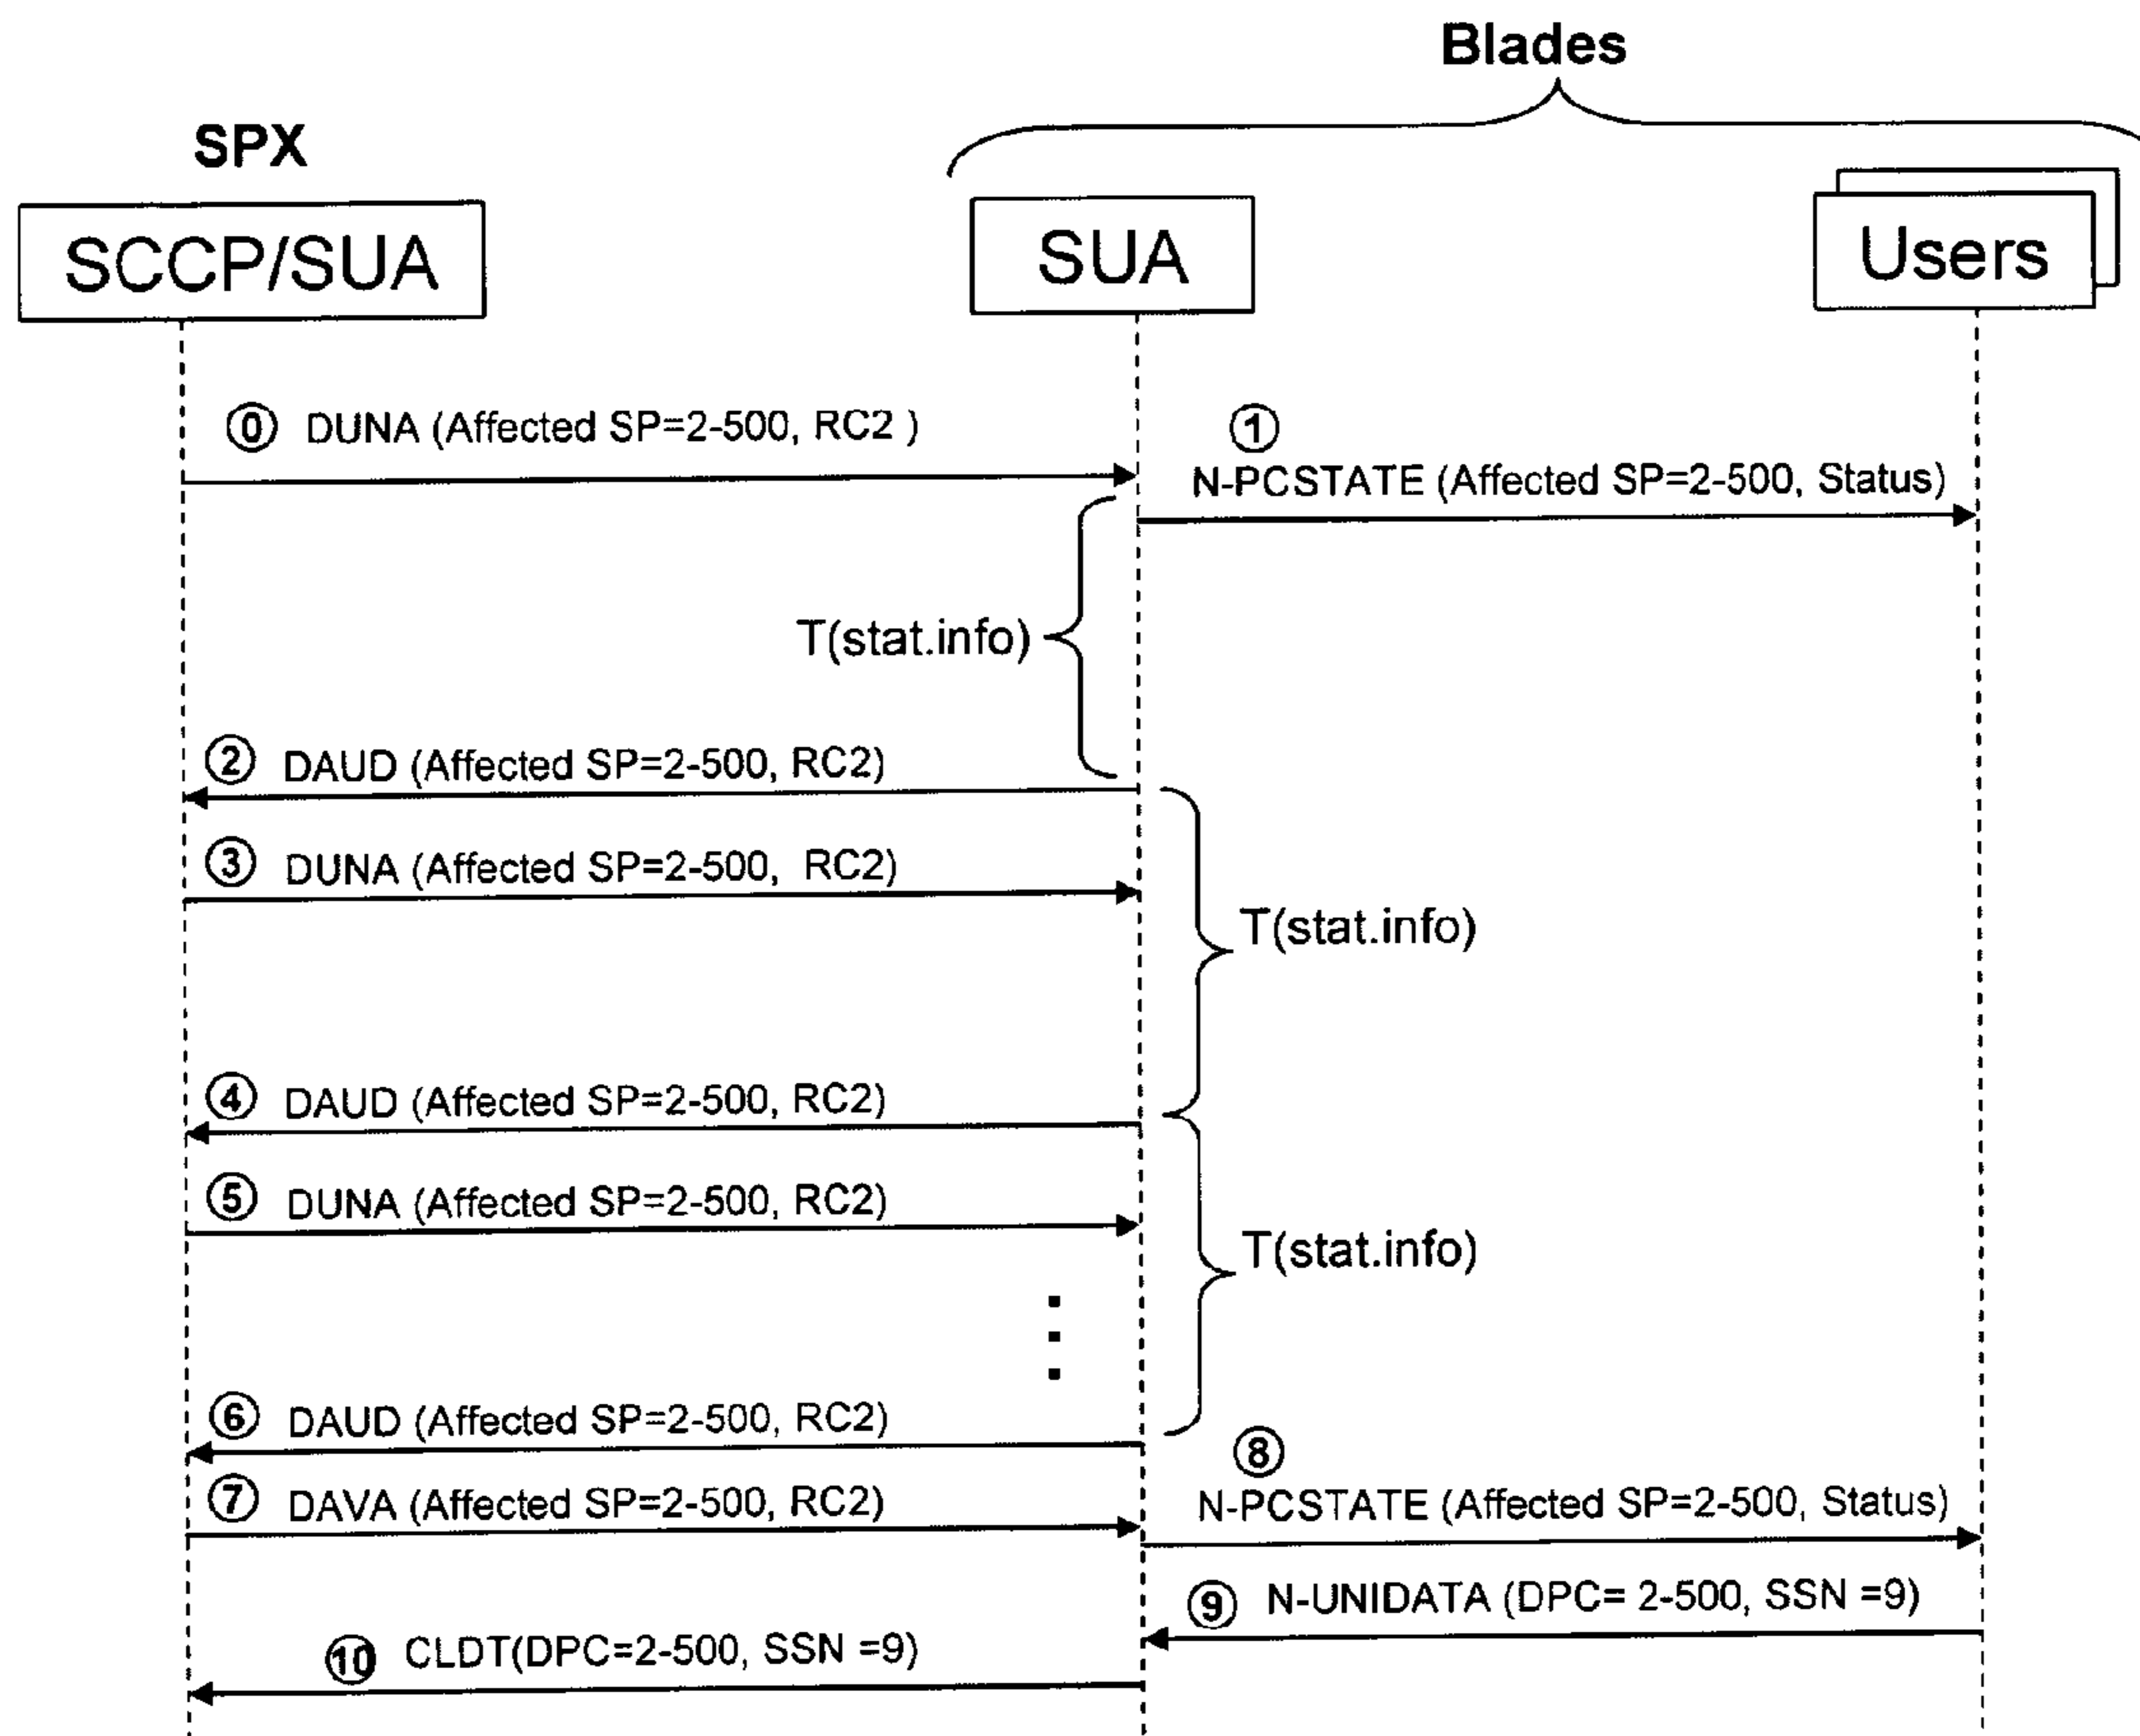 Blades
SPX
SCCP/SUA
SUA
Users
0 DUNA (Affected SP=2-500, RC2 )
1
N-PCSTATE (Affected SP=2-500, Status)
T(stat.info)
2 DAUD (Affected SP=2-500, RC2)
3 DUNA (Affected SP=2-500, RC2)
T(stat.info)
4 DAUD (Affected SP=2-500, RC2)
5 DUNA (Affected SP=2-500, RC2)
T(stat.info)
6 DAUD (Affected SP=2-500, RC2)
8
7 DAVA (Affected SP=2-500, RC2)
N-PCSTATE (Affected SP=2-500, Status)
9 N-UNIDATA (DPC= 2-500, SSN =9)
10 CLDT(DPC=2-500, SSN =9)